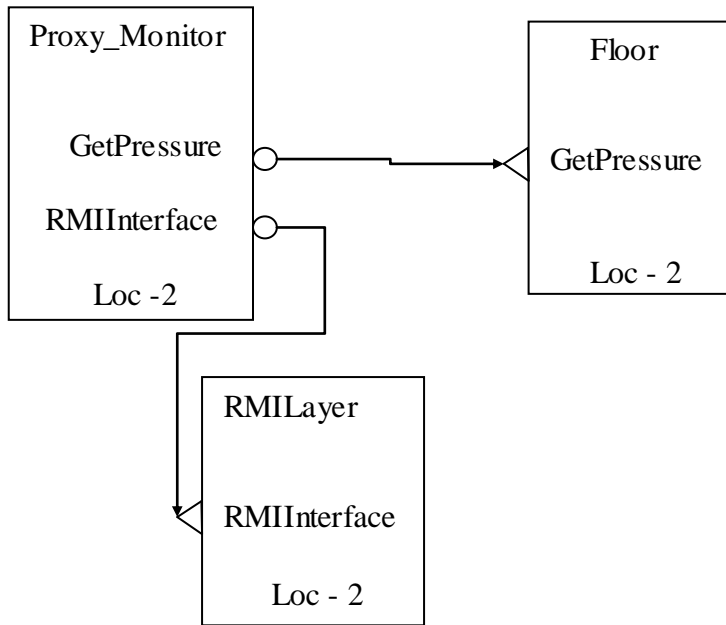 Proxy_Monitor
GetPressure
RMIInterface
Loc -2
Floor
GetPressure
Loc - 2
RMILayer
RMIInterface
Loc - 2